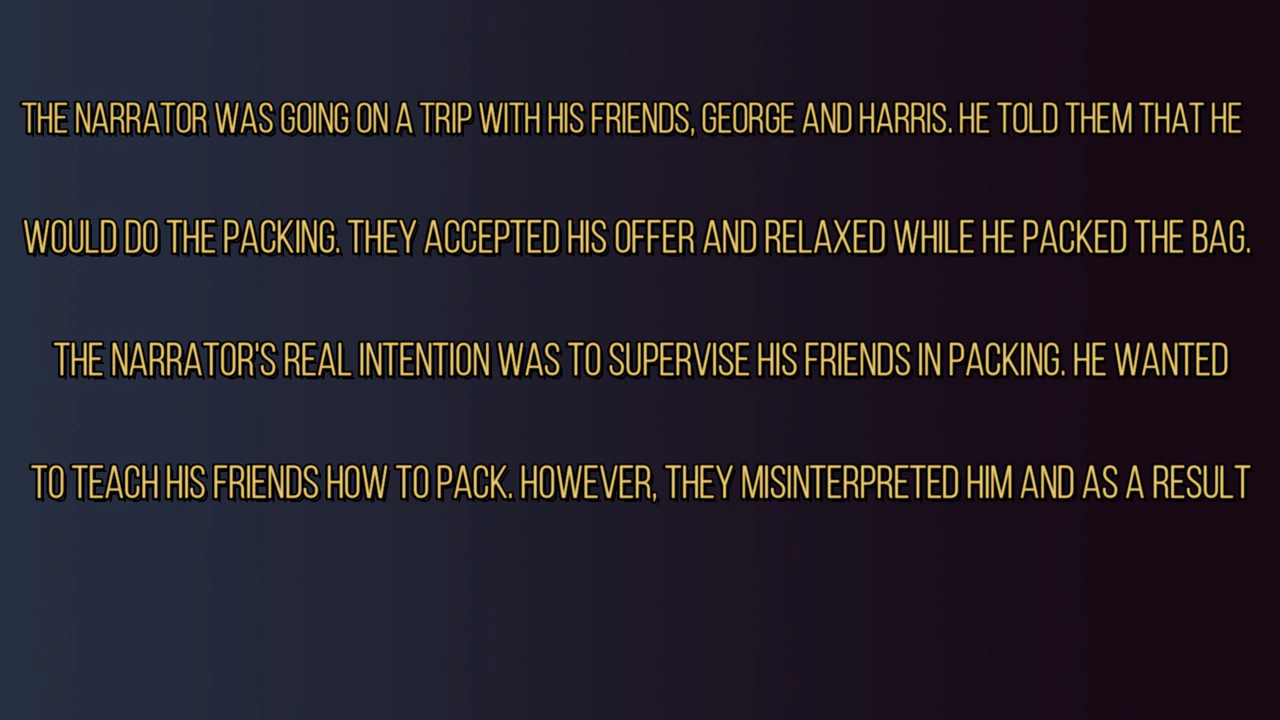 THE NARRATOR WAS GOING ON A TRIP WITH HIS FRIENDS, GEORGE AND HARRIS. HE TOLD THEM THAT HE
WOULD DO THE PACKING. THEY ACCEPTED HIS OFFER AND RELAXED WHILE HE PACKED THE BAG.
THE NARRATOR'S REAL INTENTION WAS TO SUPERVISE HIS FRIENDS IN PACKING. HE WANTED
TO TEACH HIS FRIENDS HOW TO PACK. HOWEVER, THEY MISINTERPRETED HIM AND AS A RESULT